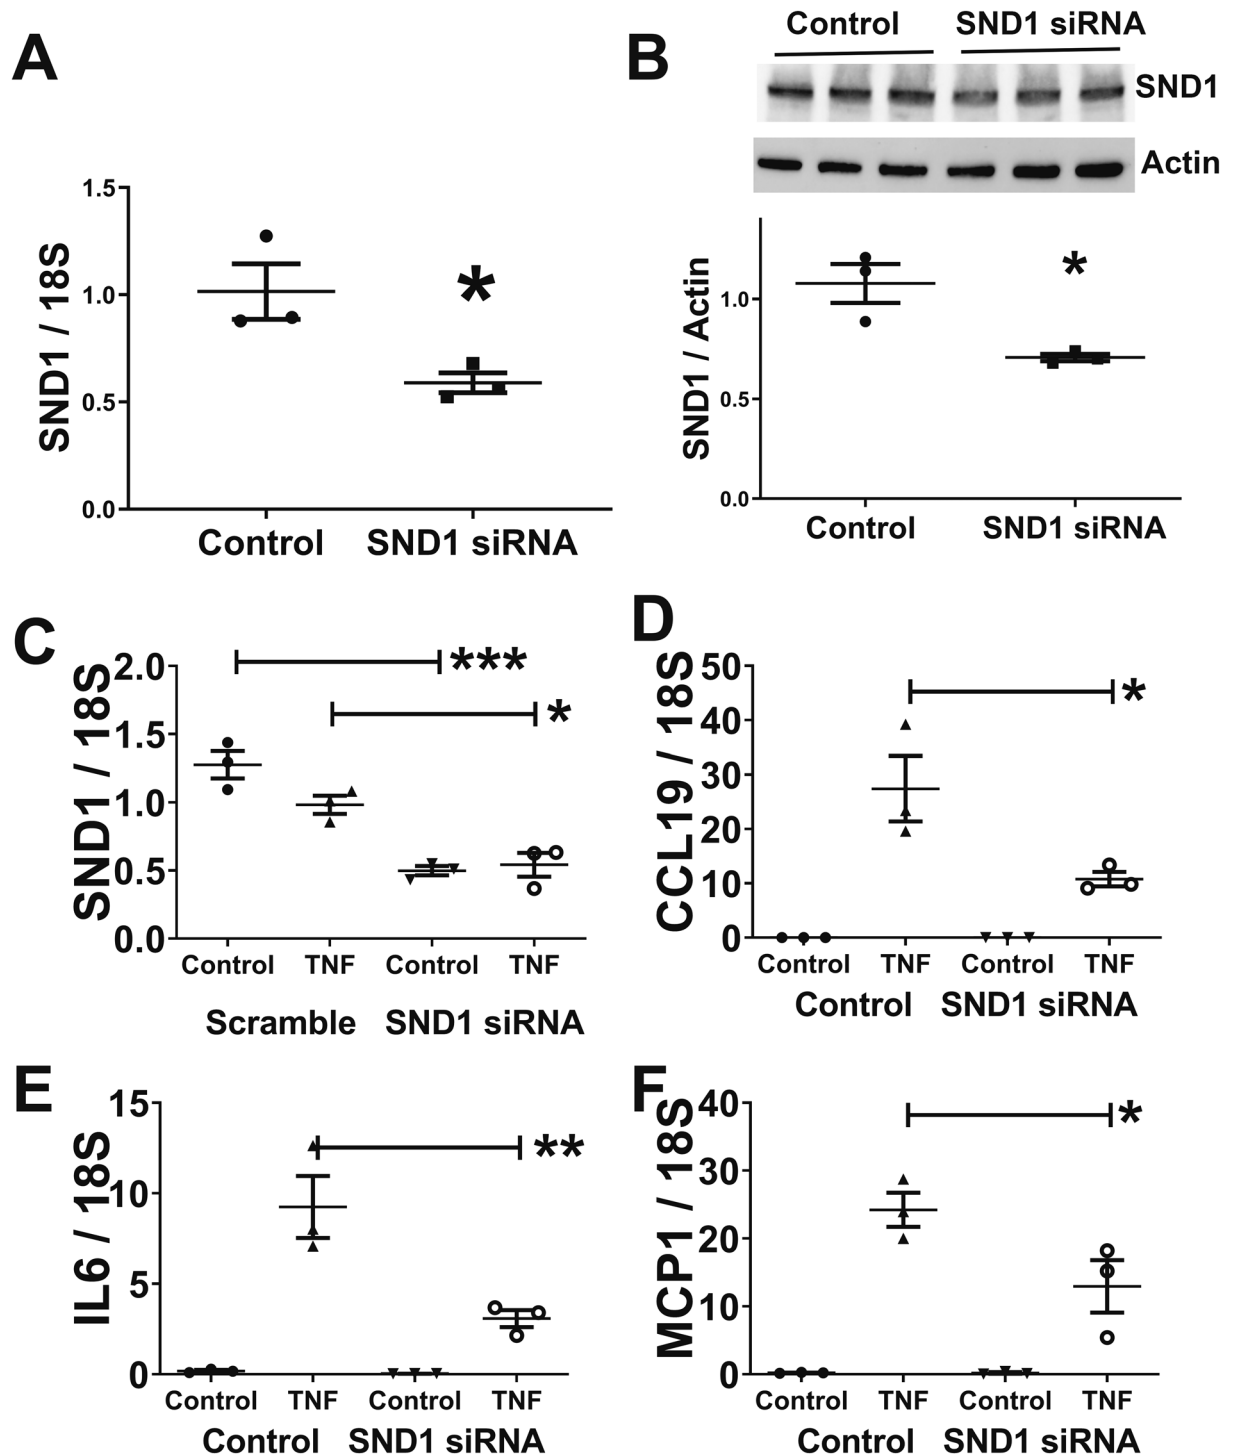 A
SND1 / 18S
1.5
1.0
0.5
0.0
*
Control SND1 siRNA
B
Control SND1 siRNA
SND1
Actin
SND1 / Actin
1.0
0.5
0.0
*
Control SND1 siRNA
C
SND1 / 18S
2.0
1.5
1.0
0.5
0.0
***
*
Control TNF Control TNF
Scramble SND1 siRNA
D
CCL19 / 18S
50
40
30
20
10
0
*
Control TNF Control TNF
Control SND1 siRNA
E
IL6 / 18S
15
10
5
0
**
Control TNF Control TNF
Control SND1 siRNA
F
MCP1 / 18S
40
30
20
10
0
*
Control TNF Control TNF
Control SND1 siRNA